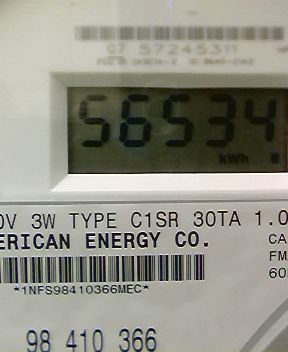 07 57245311
56534
kWh
0V 3W TYPE C1SR 30TA 1.0
ERICAN ENERGY CO.
CA
FM
60
*1NFS98410366MEC*
98 410 366